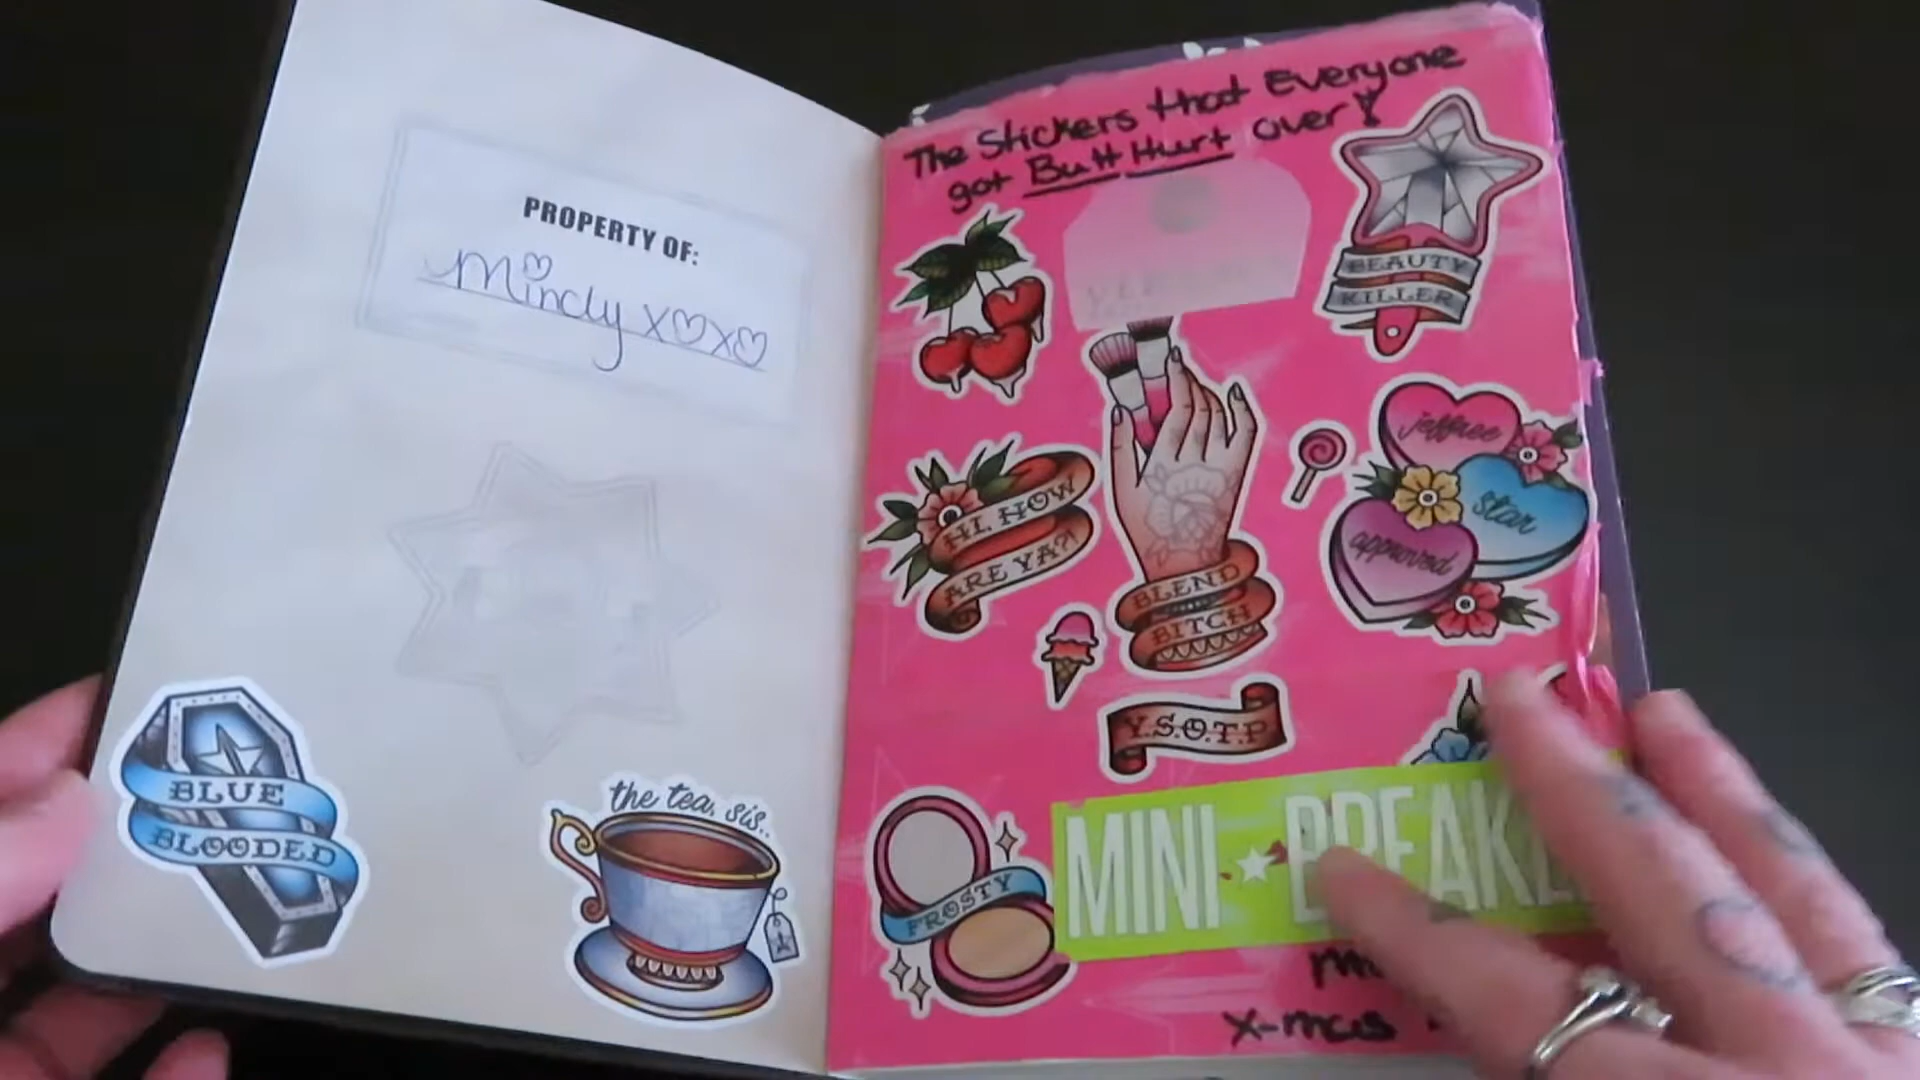 PROPERTY OF:
Mindy xoxo
BLUE
BLOODED
the tea, sis..
The Stickers that Everyone
got Butt Hurt over!
BEAUTY
KILLER
HI, HOW
ARE YA?!
BLEND
BITCH
jeffree
star
approved
Y.S.O.T.P
FROSTY
MINI
X-mas